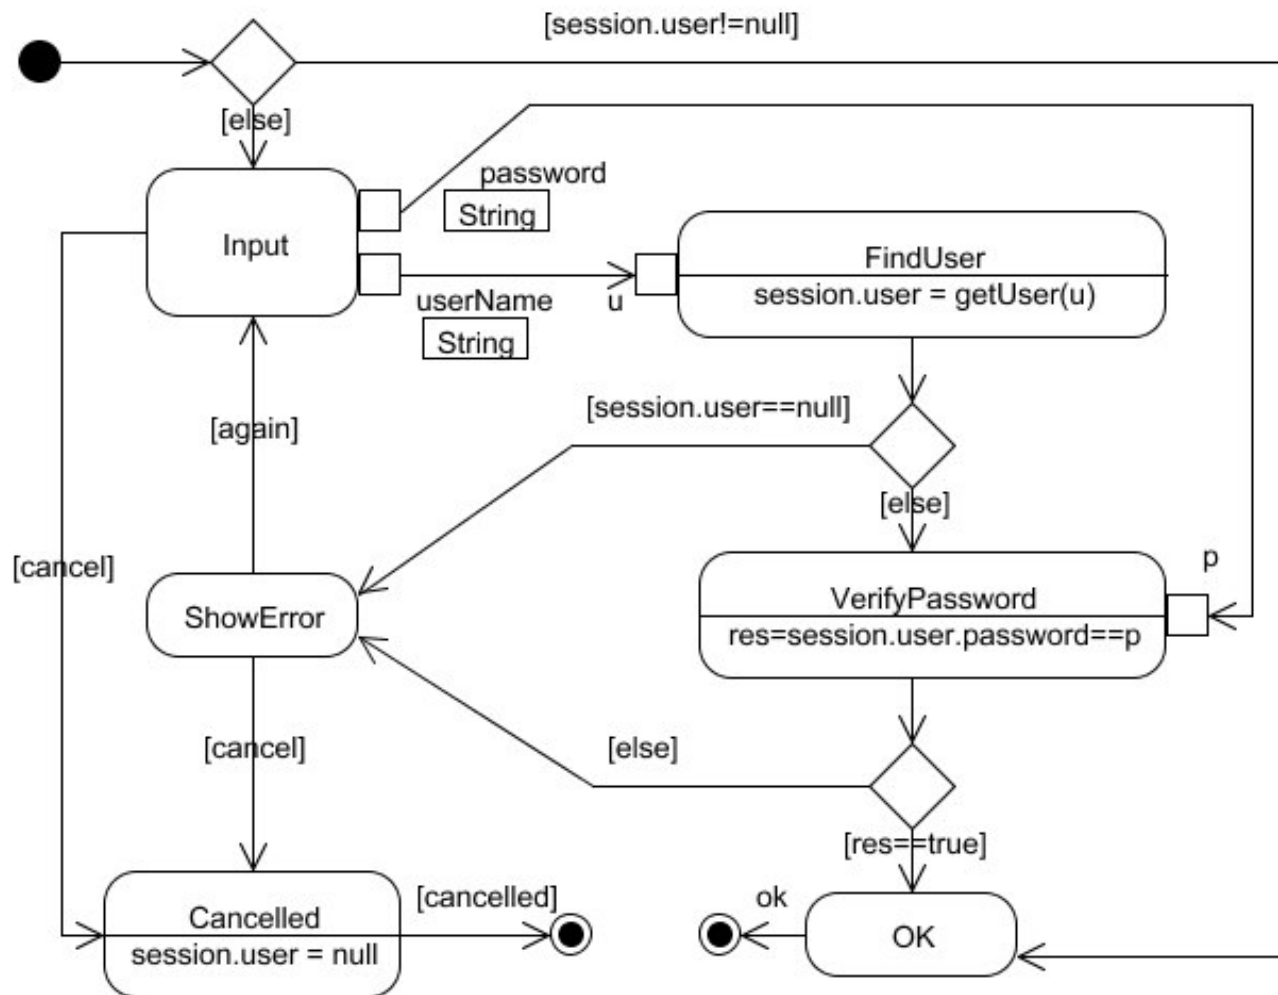 [session.user!=null]
[else]
password
String
Input
FindUser
session.user = getUser(u)
userName
u
String
[session.user==null]
[again]
[else]
[cancel]
p
VerifyPassword
res=session.user.password==p
ShowError
[cancel]
[else]
[res==true]
[cancelled]
ok
Cancelled
session.user = null
OK